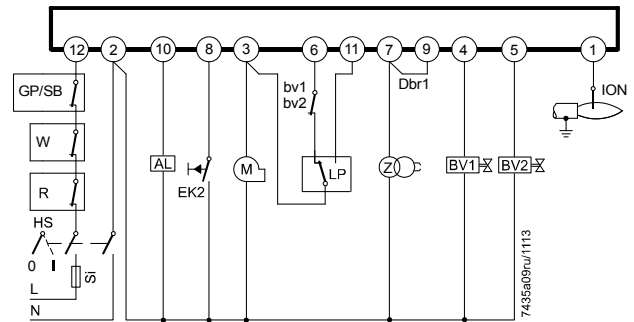 12 2 10 8 3 6 11 7 9 4 5 1
GP/SB
bv1
bv2
Dbr1
ION
W
AL
EK2
M
LP
Z
BV1
BV2
R
HS
0 I
Si
L
N
7435a09ru/1113